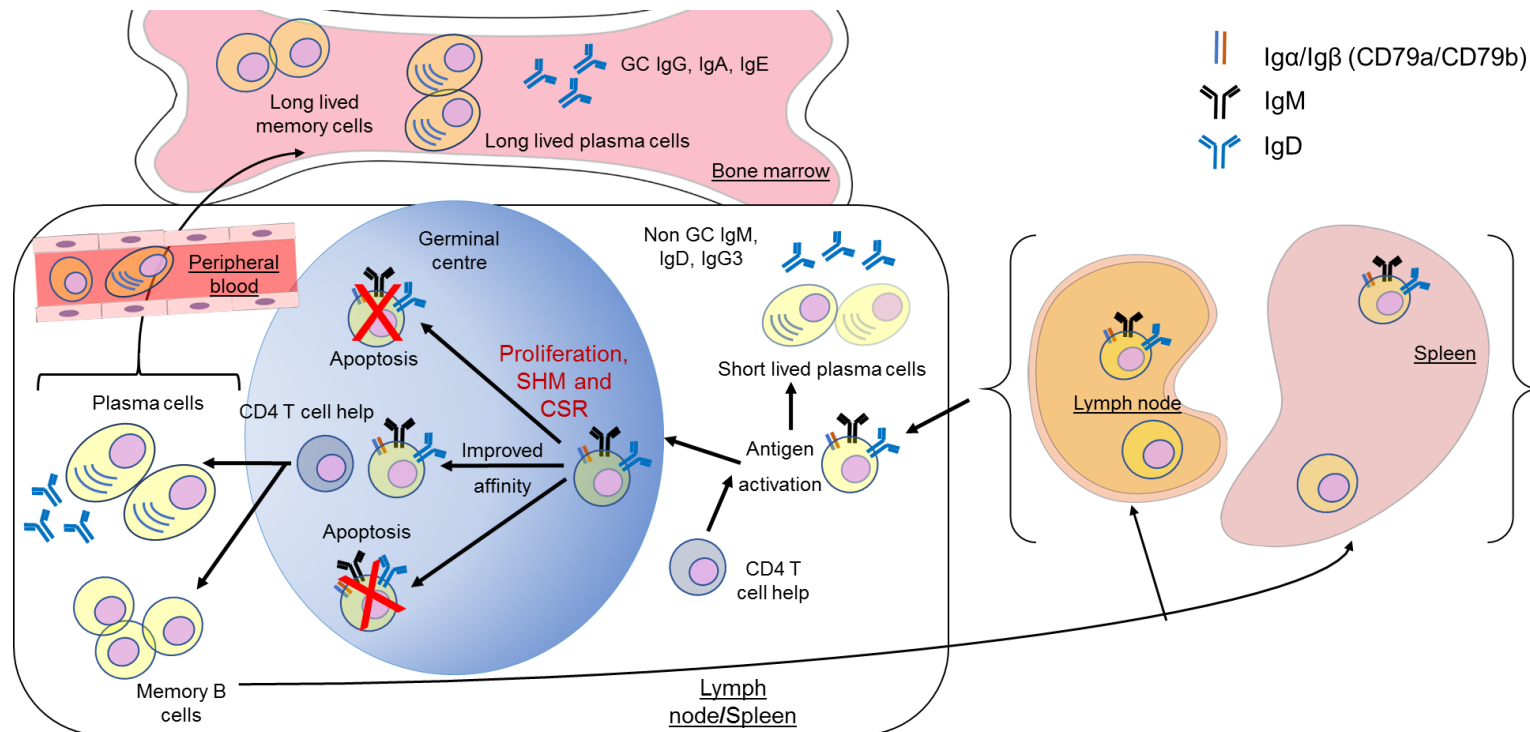 GC IgG, IgA, IgE
Long lived
memory cells
Long lived plasma cells
Bone marrow
Igα/Igβ (CD79a/CD79b)
IgM
IgD
Peripheral
blood
Germinal
centre
Apoptosis
Proliferation,
SHM and
CSR
Non GC IgM,
IgD, IgG3
Short lived plasma cells
Plasma cells
CD4 T cell help
Improved
affinity
Antigen
activation
Apoptosis
CD4 T
cell help
Memory B
cells
Lymph
node/Spleen
Lymph node
Spleen